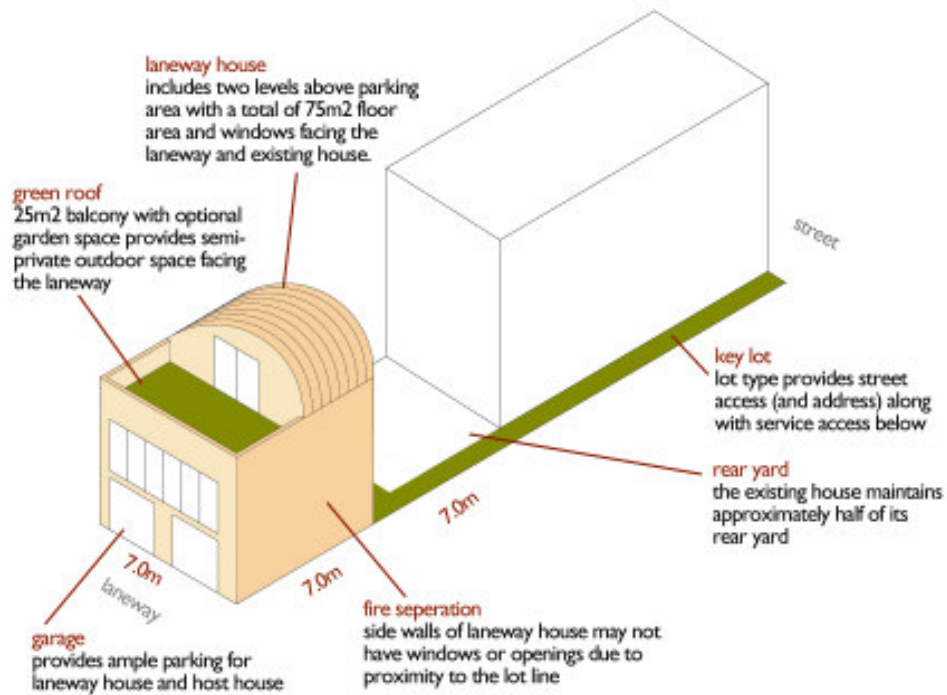 laneway house
includes two levels above parking
area with a total of 75m2 floor
area and windows facing the
laneway and existing house.
green roof
25m2 balcony with optional
garden space provides semi-
private outdoor space facing
the laneway
street
key lot
lot type provides street
access (and address) along
with service access below
rear yard
the existing house maintains
approximately half of its
rear yard
7.0m
7.0m
7.0m
laneway
fire seperation
side walls of laneway house may not
have windows or openings due to
proximity to the lot line
garage
provides ample parking for
laneway house and host house